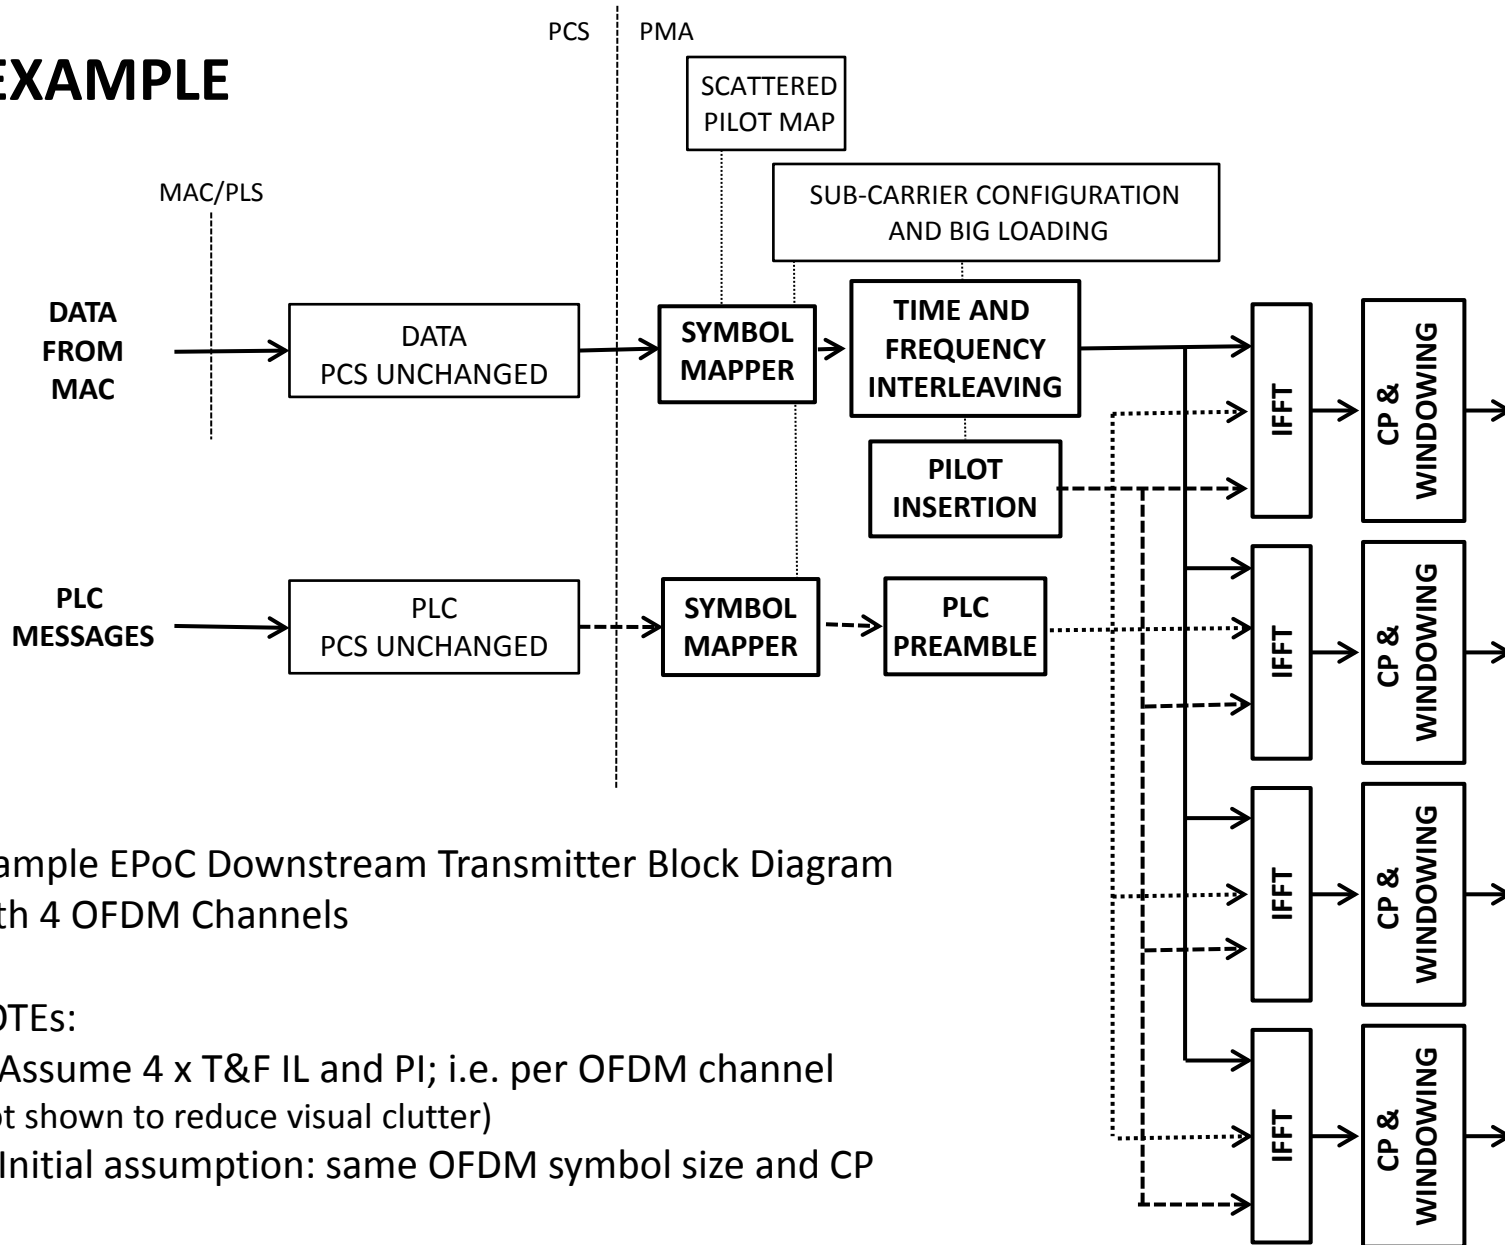 PCS PMA
EXAMPLE
SCATTERED
PILOT MAP
MAC/PLS
SUB-CARRIER CONFIGURATION
AND BIG LOADING
DATA
FROM
MAC
DATA
PCS UNCHANGED
SYMBOL
MAPPER
TIME AND
FREQUENCY
INTERLEAVING
IFFT
CP &
WINDOWING
PILOT
INSERTION
PLC
MESSAGES
PLC
PCS UNCHANGED
SYMBOL
MAPPER
PLC
PREAMBLE
IFFT
CP &
WINDOWING
ample EPoC Downstream Transmitter Block Diagram
th 4 OFDM Channels
IFFT
CP &
WINDOWING
OTEs:
Assume 4 x T&F IL and PI; i.e. per OFDM channel
ot shown to reduce visual clutter)
Initial assumption: same OFDM symbol size and CP
IFFT
CP &
WINDOWING